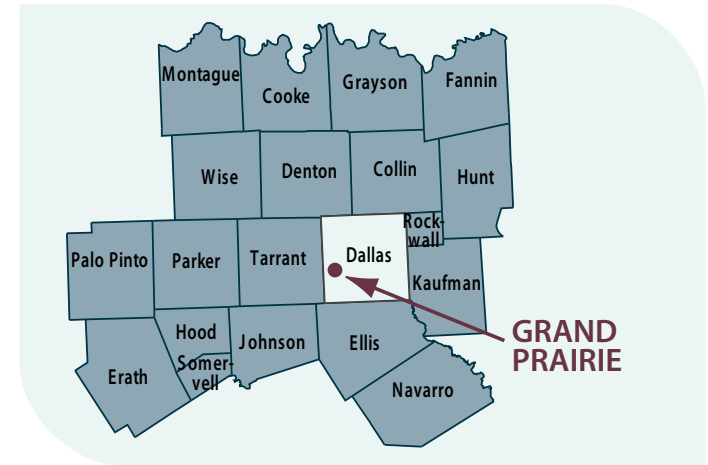 Montague
Cooke
Grayson
Fannin
Wise
Denton
Collin
Hunt
Rock-
wall
Palo Pinto
Parker
Tarrant
Dallas
Kaufman
Hood
Johnson
Ellis
Somer-
vell
Erath
Navarro
GRAND
PRAIRIE